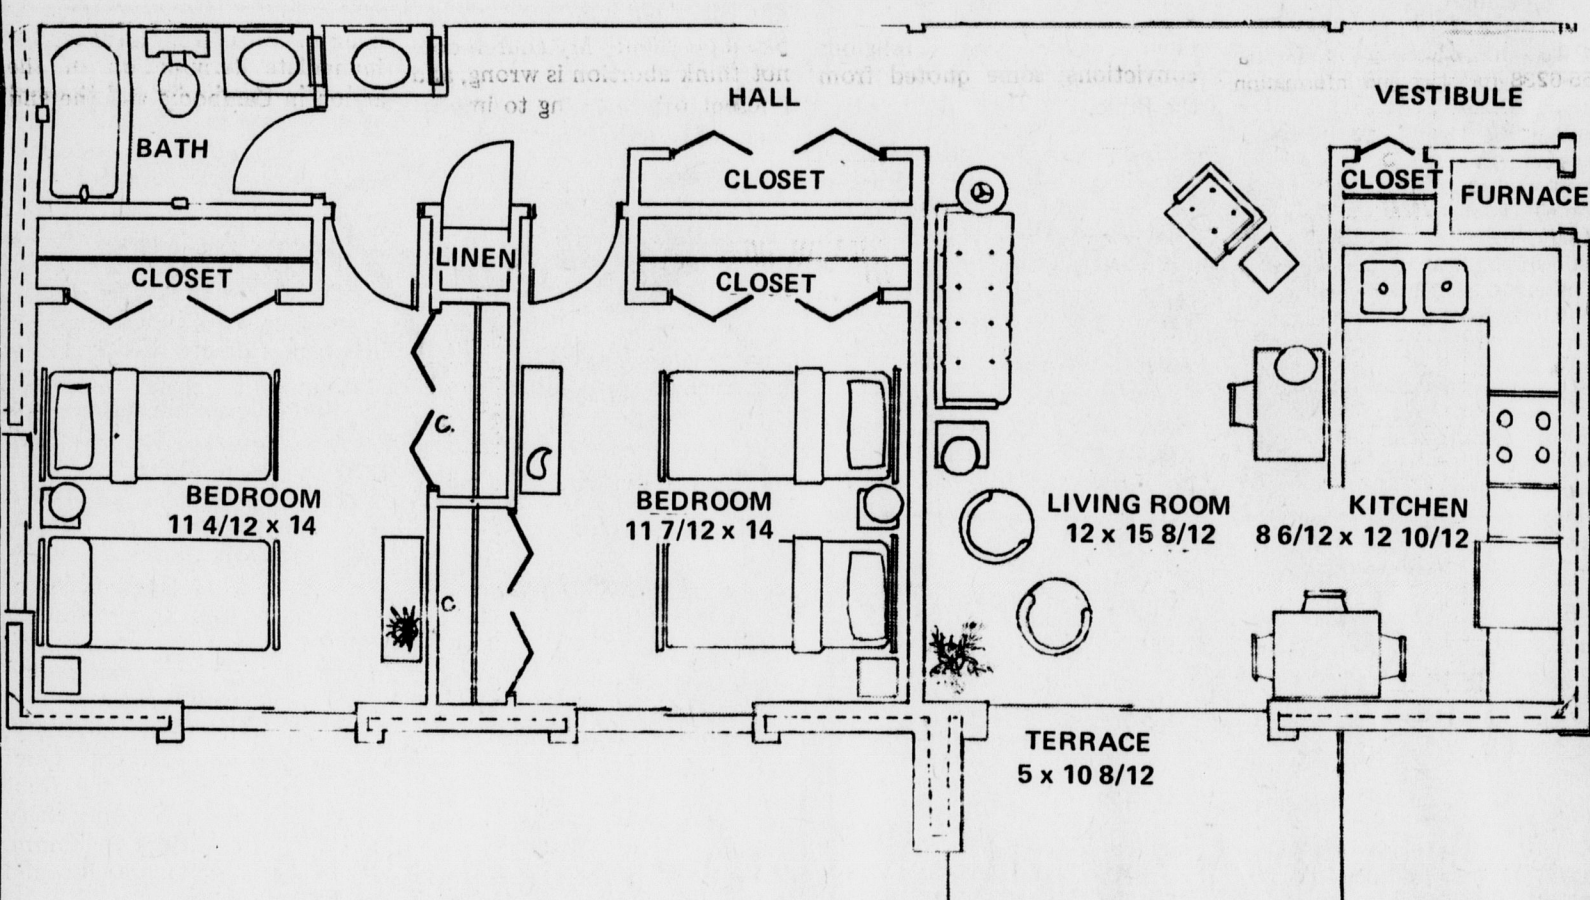 HALL
VESTIBULE
BATH
CLOSET
CLOSET
FURNACE
LINEN
CLOSET
CLOSET
C.
BEDROOM
11 4/12 x 14
BEDROOM
11 7/12 x 14
LIVING ROOM
12 x 15 8/12
KITCHEN
8 6/12 x 12 10/12
C
TERRACE
5 x 10 8/12